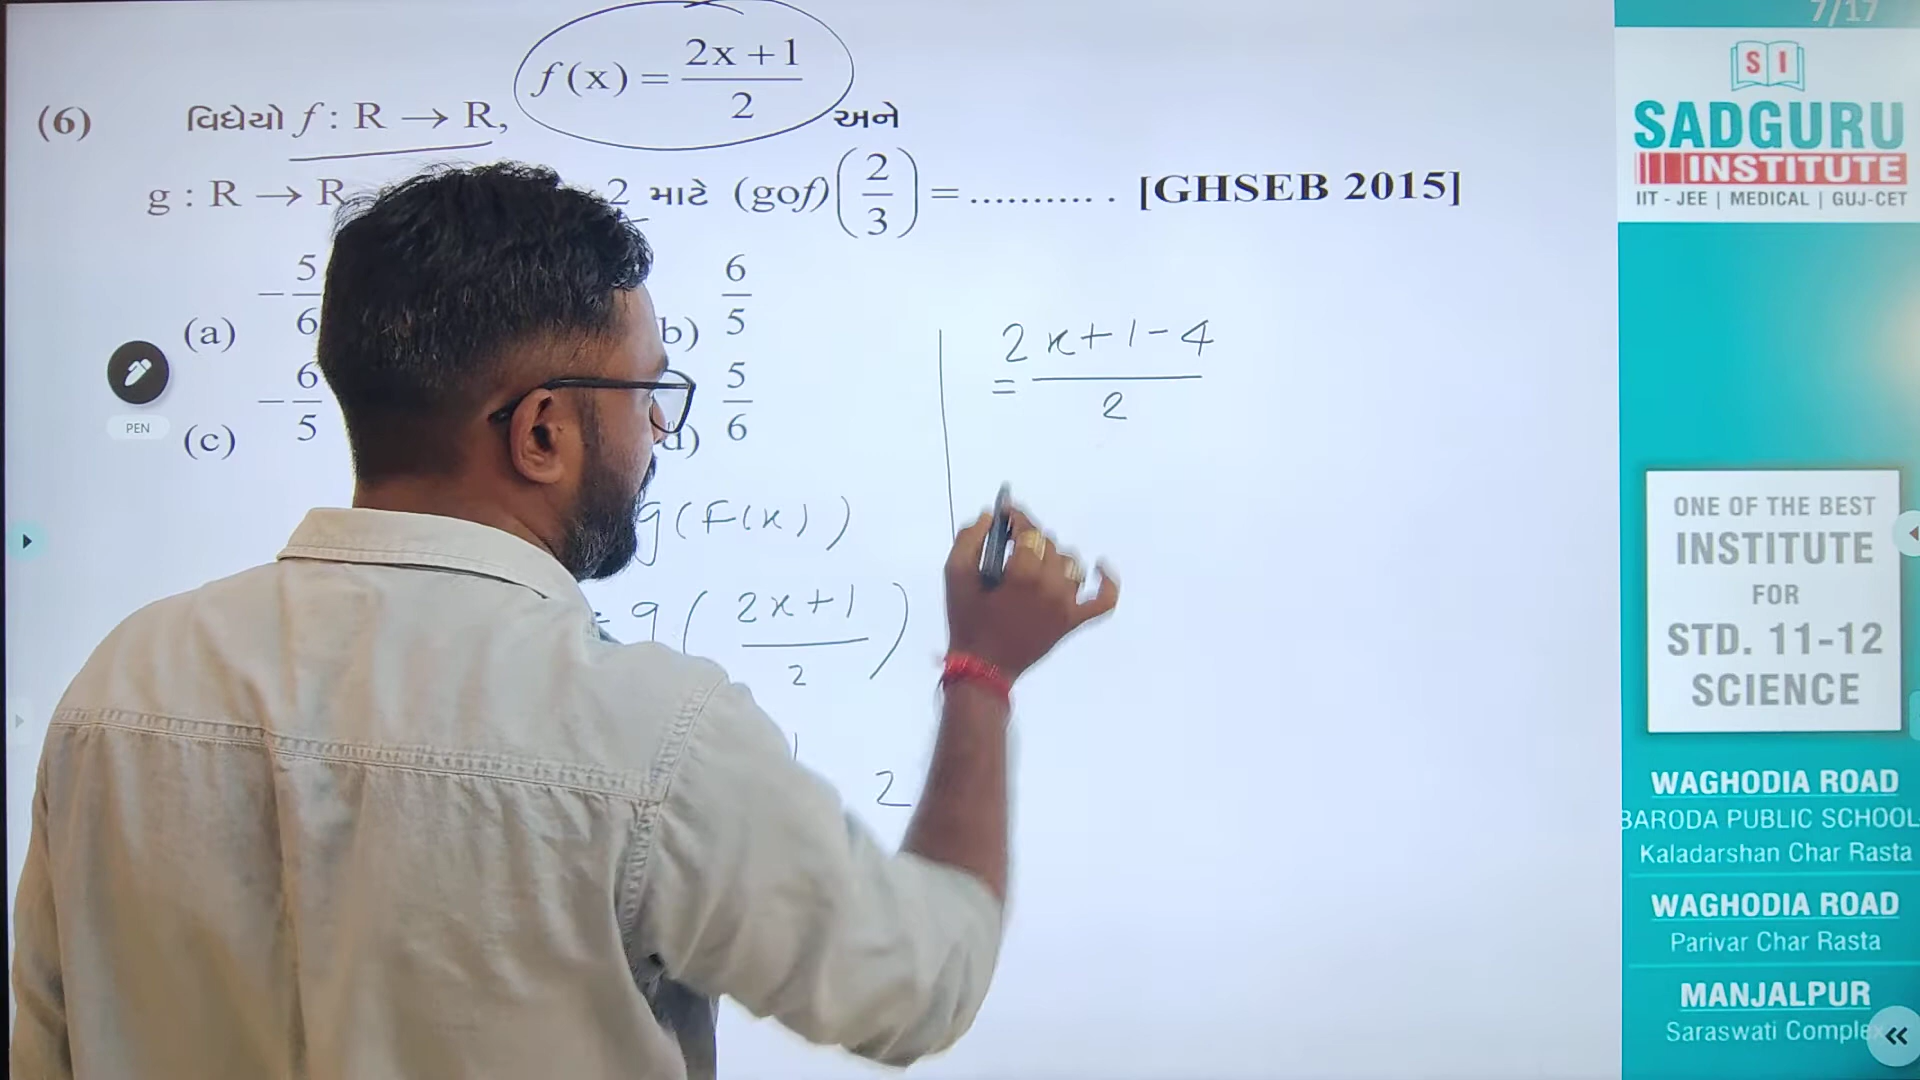 7/17
f(x) = (2x + 1)/2
(6) વિધેયો f : R → R, અને
g : R → R, 2 માટે (gof)(2/3) = .......... . [GHSEB 2015]
(a) -5/6 b) 6/5
(c) -6/5 d) 5/6
PEN
g(F(x))
= g((2x+1)/2)
2
= (2x+1-4)/2
S I
SADGURU
INSTITUTE
IIT - JEE | MEDICAL | GUJ-CET
ONE OF THE BEST
INSTITUTE
FOR
STD. 11-12
SCIENCE
WAGHODIA ROAD
BARODA PUBLIC SCHOOL
Kaladarshan Char Rasta
WAGHODIA ROAD
Parivar Char Rasta
MANJALPUR
Saraswati Comple